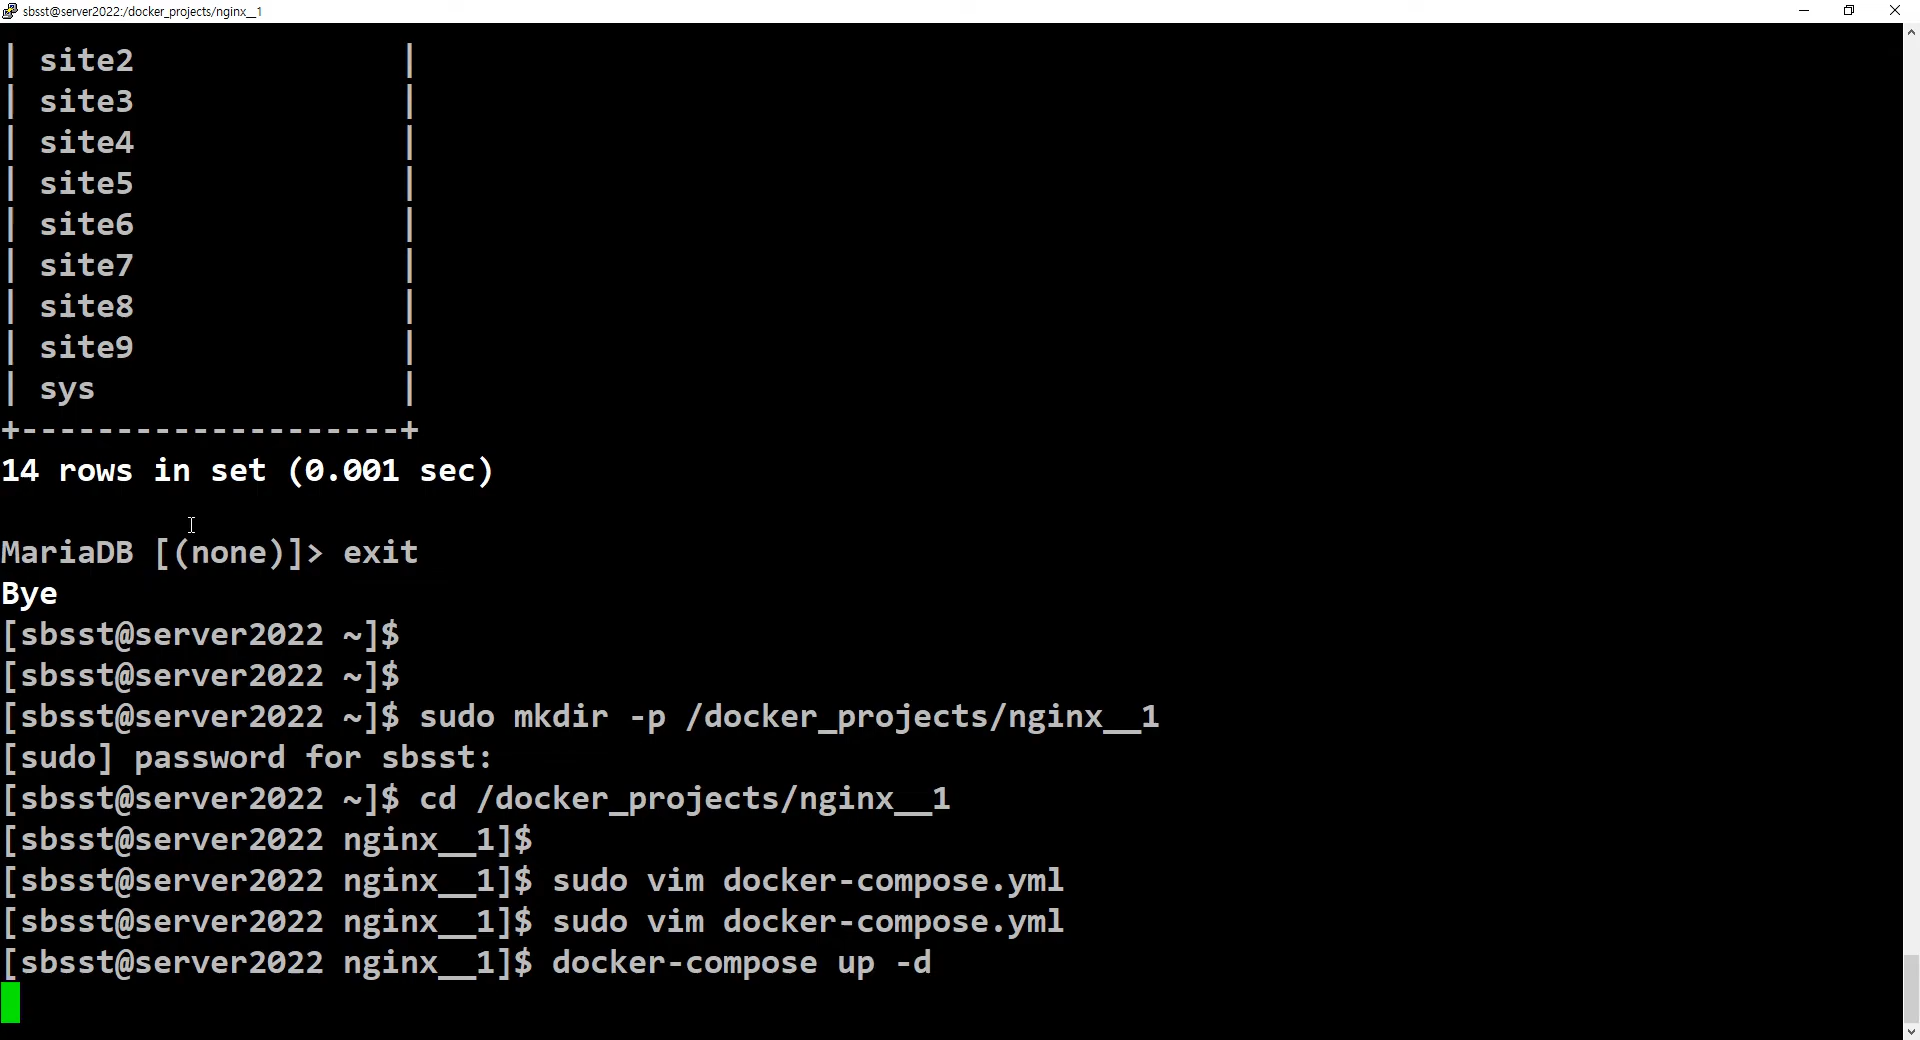 sbsst@server2022:/docker_projects/nginx__1
| site2                                 |
| site3                                 |
| site4                                 |
| site5                                 |
| site6                                 |
| site7                                 |
| site8                                 |
| site9                                 |
| sys                                   |
+--------------------+
14 rows in set (0.001 sec)
MariaDB [(none)]> exit
Bye
[sbsst@server2022 ~]$
[sbsst@server2022 ~]$
[sbsst@server2022 ~]$ sudo mkdir -p /docker_projects/nginx__1
[sudo] password for sbsst:
[sbsst@server2022 ~]$ cd /docker_projects/nginx__1
[sbsst@server2022 nginx__1]$
[sbsst@server2022 nginx__1]$ sudo vim docker-compose.yml
[sbsst@server2022 nginx__1]$ sudo vim docker-compose.yml
[sbsst@server2022 nginx__1]$ docker-compose up -d